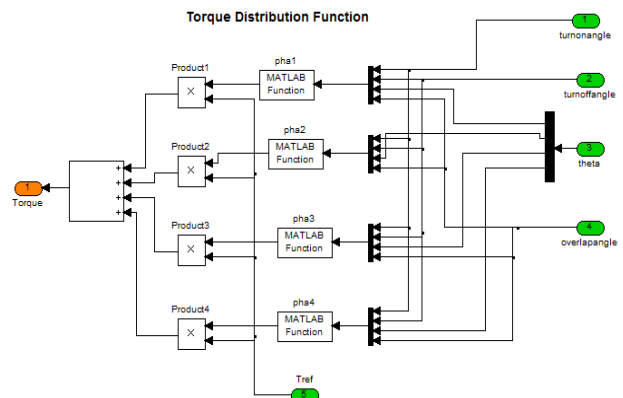 Torque Distribution Function
1
turnonangle
pha1
MATLAB
Function
Product1
×
2
turnoffangle
pha2
MATLAB
Function
Product2
×
3
theta
1
Torque
+
+
+
+
pha3
MATLAB
Function
Product3
×
4
overlapangle
pha4
MATLAB
Function
Product4
×
Tref
5